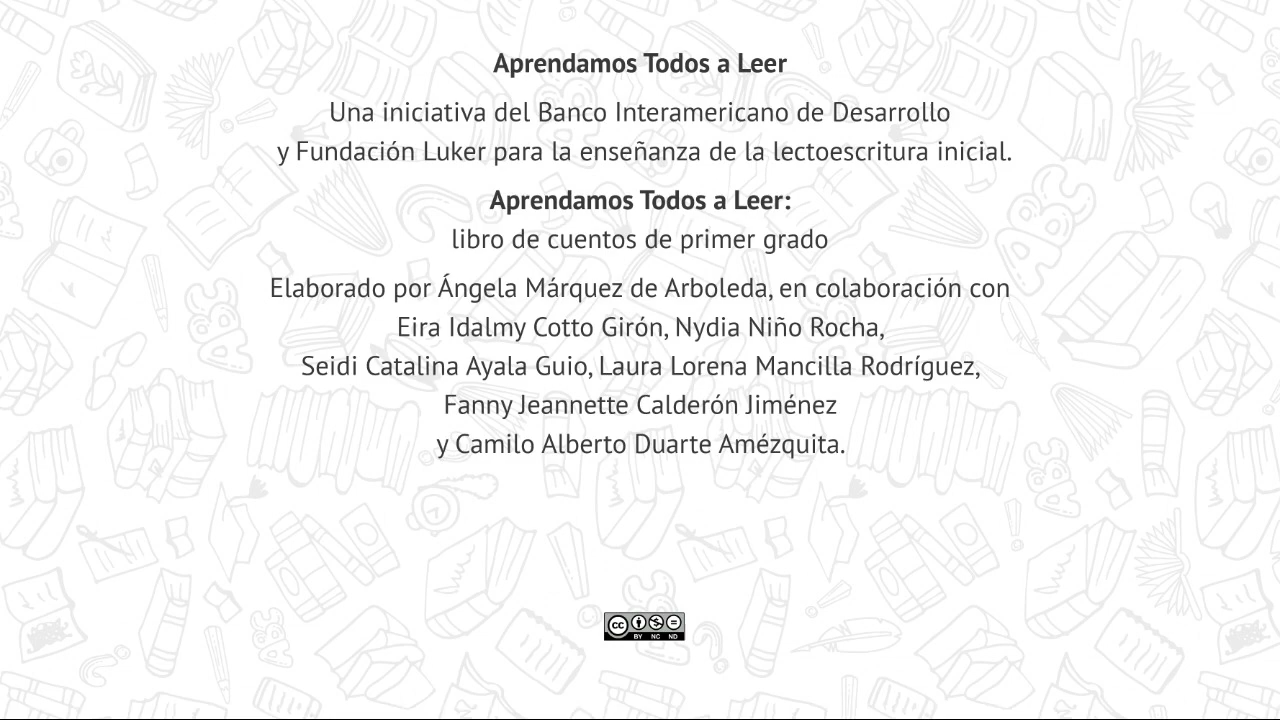 Aprendamos Todos a Leer
Una iniciativa del Banco Interamericano de Desarrollo
y Fundación Luker para la enseñanza de la lectoescritura inicial.
Aprendamos Todos a Leer:
libro de cuentos de primer grado
Elaborado por Ángela Márquez de Arboleda, en colaboración con
Eira Idalmy Cotto Girón, Nydia Niño Rocha,
Seidi Catalina Ayala Guio, Laura Lorena Mancilla Rodríguez,
Fanny Jeannette Calderón Jiménez
y Camilo Alberto Duarte Amézquita.
cc
BY NC ND